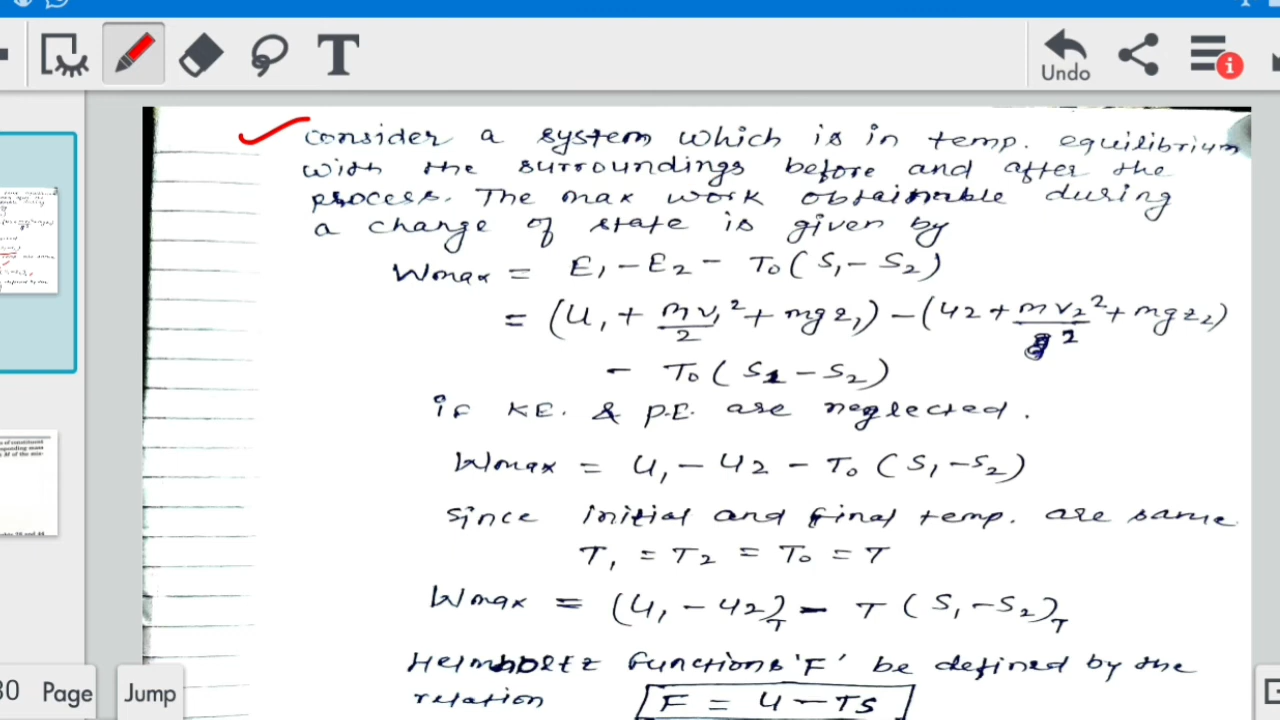 Undo
consider a system which is in temp. equilibrium
with the surroundings before and after the
process. The max work obtainable during
a change of state is given by
Wmax = E₁ - E₂ - T₀(S₁ - S₂)
= (U₁ + mv₁²/2 + mgz₁) - (U₂ + mv₂²/2 + mgz₂)
- T₀(S₁ - S₂)
if KE. & P.E. are neglected.
Wmax = U₁ - U₂ - T₀(S₁ - S₂)
Since initial and final temp. are same
T₁ = T₂ = T₀ = T
Wmax = (U₁ - U₂)_T - T(S₁ - S₂)_T
Helmholtz functions 'F' be defined by the
relation F = U - TS
30 Page Jump